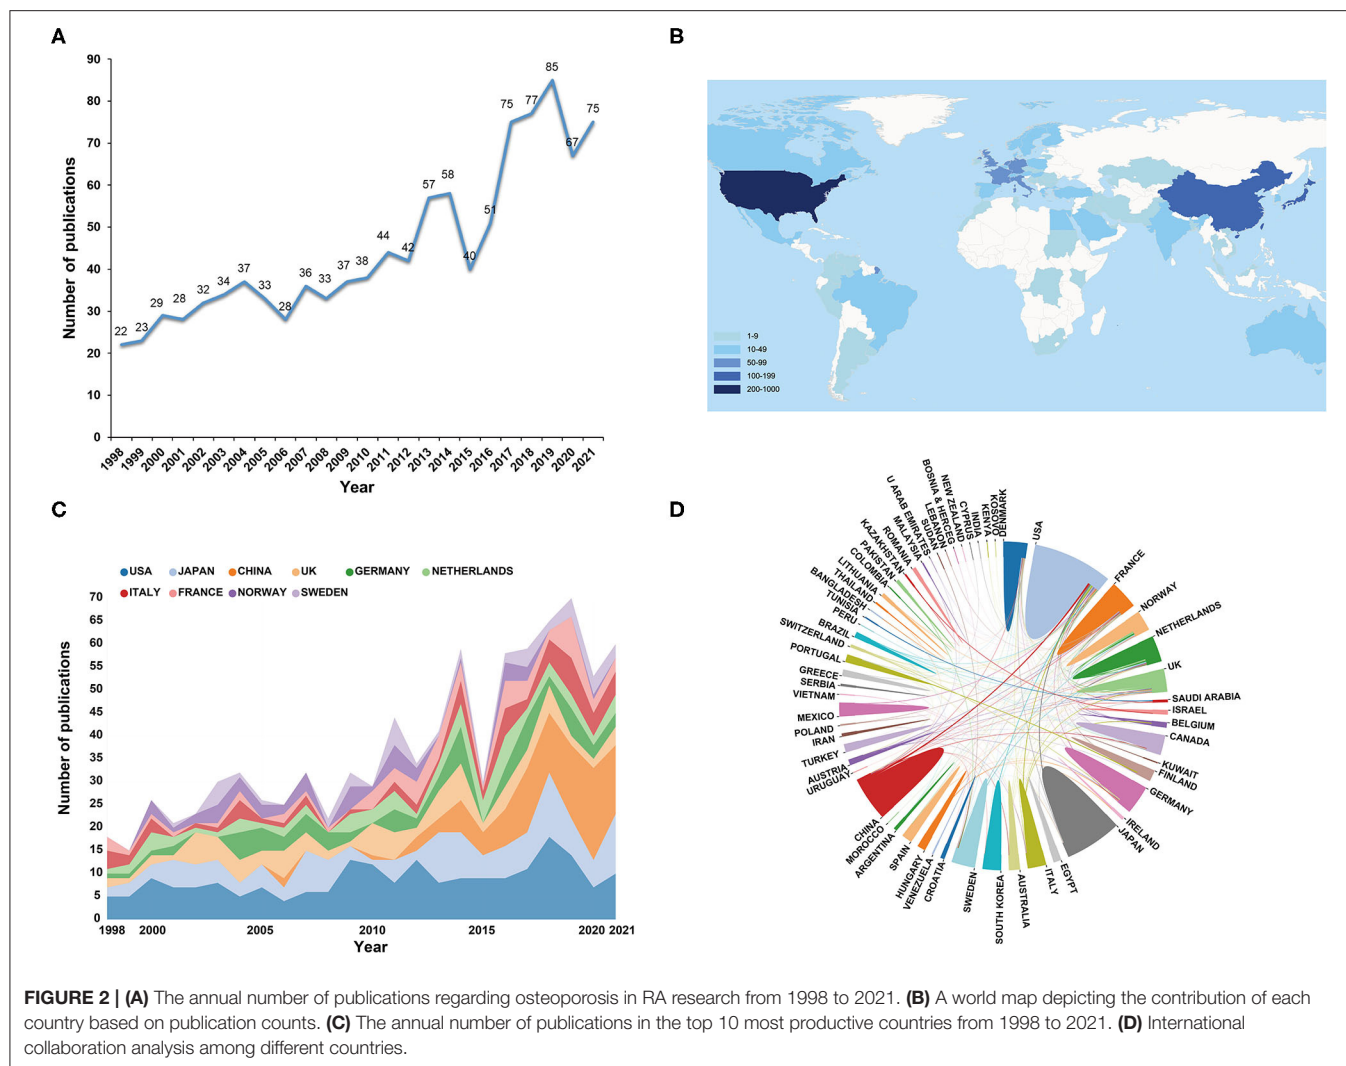 (A)
90
80
70
60
50
40
30
20
10
0
Number of publications
22
23
29
28
32
34
37
33
28
36
33
37
38
44
42
57
58
40
51
75
77
85
67
75
1998
1999
2000
2001
2002
2003
2004
2005
2006
2007
2008
2009
2010
2011
2012
2013
2014
2015
2016
2017
2018
2019
2020
2021
Year
(B)
1-9
10-49
50-99
100-199
200-1000
(C)
USA JAPAN CHINA UK GERMANY NETHERLANDS
ITALY FRANCE NORWAY SWEDEN
70
65
60
55
50
45
40
35
30
25
20
15
10
5
0
Number of publications
1998 2000 2005 2010 2015 2020 2021
Year
(D)
USA
FRANCE
NORWAY
NETHERLANDS
UK
SAUDI ARABIA
ISRAEL
BELGIUM
CANADA
KUWAIT
FINLAND
GERMANY
IRELAND
JAPAN
EGYPT
ITALY
AUSTRALIA
SOUTH KOREA
SWEDEN
CROATIA
VENEZUELA
HUNGARY
SPAIN
ARGENTINA
MOROCCO
CHINA
URUGUAY
AUSTRIA
TURKEY
IRAN
POLAND
MEXICO
VIETNAM
SERBIA
GREECE
PORTUGAL
SWITZERLAND
BRAZIL
PERU
TUNISIA
BANGLADESH
THAILAND
LITHUANIA
COLOMBIA
PAKISTAN
KAZAKHSTAN
ROMANIA
MALAYSIA
U ARAB EMIRATES
SUDAN
LEBANON
BOSNIA & HERCEG
NEW ZEALAND
CYPRUS
INDIA
KENYA
KOSOVO
DENMARK
FIGURE 2 | (A) The annual number of publications regarding osteoporosis in RA research from 1998 to 2021. (B) A world map depicting the contribution of each
country based on publication counts. (C) The annual number of publications in the top 10 most productive countries from 1998 to 2021. (D) International
collaboration analysis among different countries.